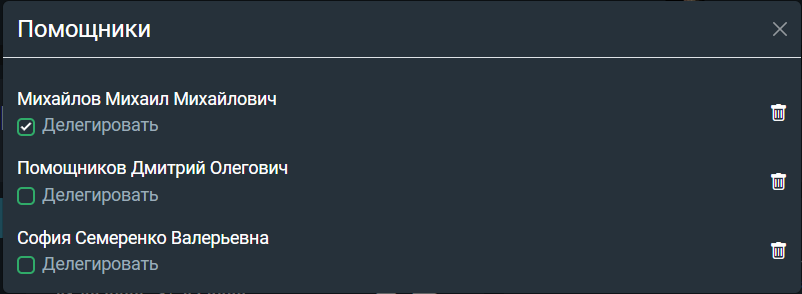 Помощники
Михайлов Михаил Михайлович
Делегировать
Помощников Дмитрий Олегович
Делегировать
София Семеренко Валерьевна
Делегировать